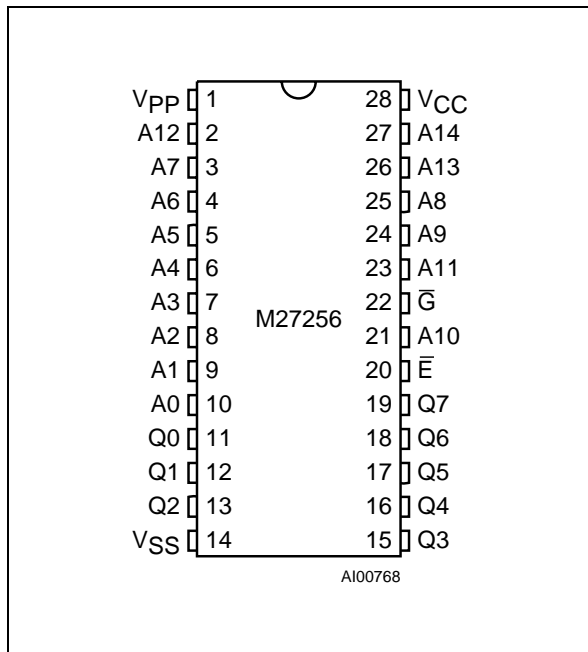 VPP 1 28 VCC
A12 2 27 A14
A7 3 26 A13
A6 4 25 A8
A5 5 24 A9
A4 6 23 A11
A3 7 22 G̅
M27256
A2 8 21 A10
A1 9 20 E̅
A0 10 19 Q7
Q0 11 18 Q6
Q1 12 17 Q5
Q2 13 16 Q4
VSS 14 15 Q3
AI00768